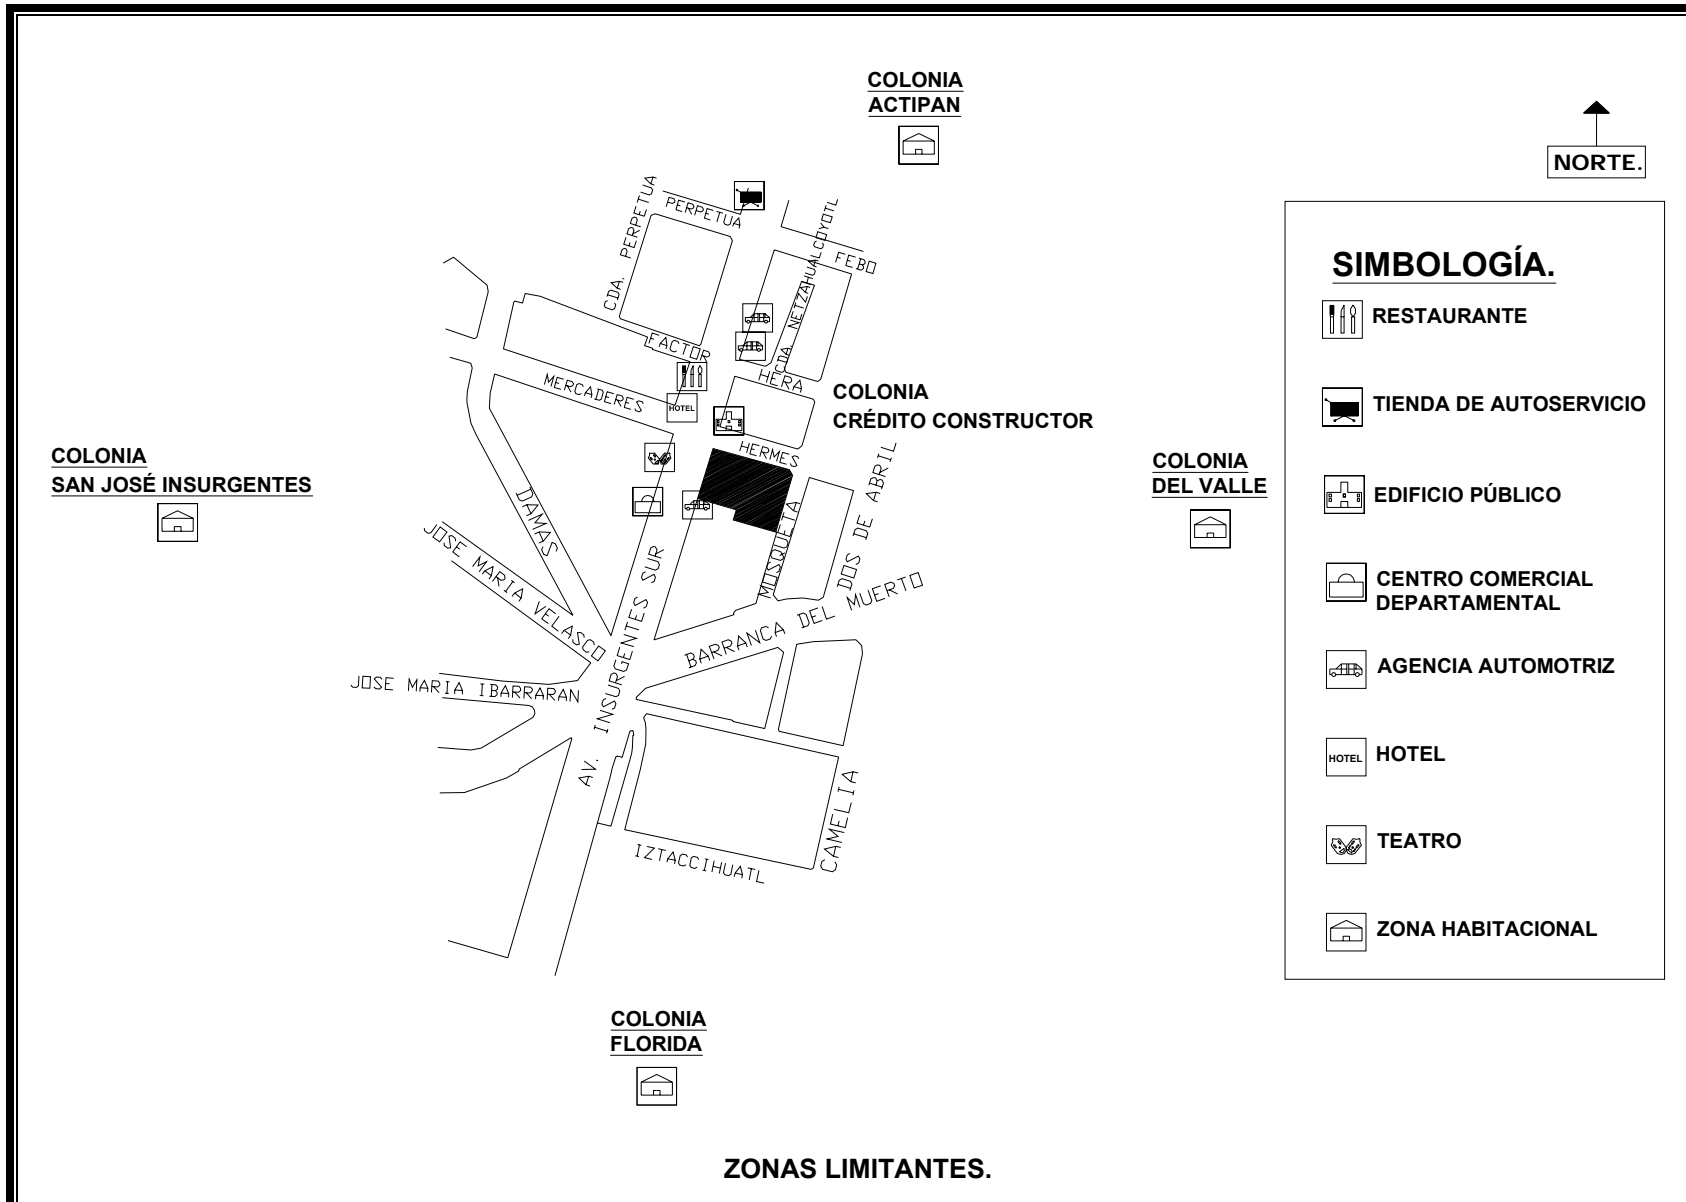 COLONIA
ACTIPAN
NORTE.
CDA. PERPETUA
PERPETUA
CDA. NETZAHUALCOYOTL
FEBO
FACTOR
MERCADERES
HOTEL
HERA
HERMES
COLONIA
CRÉDITO CONSTRUCTOR
COLONIA
SAN JOSÉ INSURGENTES
COLONIA
DEL VALLE
DAMAS
JOSE MARIA VELASCO
JOSE MARIA IBARRARAN
AV. INSURGENTES SUR
MOSQUETA
DOS DE ABRIL
BARRANCA DEL MUERTO
CAMELIA
IZTACCIHUATL
COLONIA
FLORIDA
SIMBOLOGÍA.
RESTAURANTE
TIENDA DE AUTOSERVICIO
EDIFICIO PÚBLICO
CENTRO COMERCIAL
DEPARTAMENTAL
AGENCIA AUTOMOTRIZ
HOTEL HOTEL
TEATRO
ZONA HABITACIONAL
ZONAS LIMITANTES.